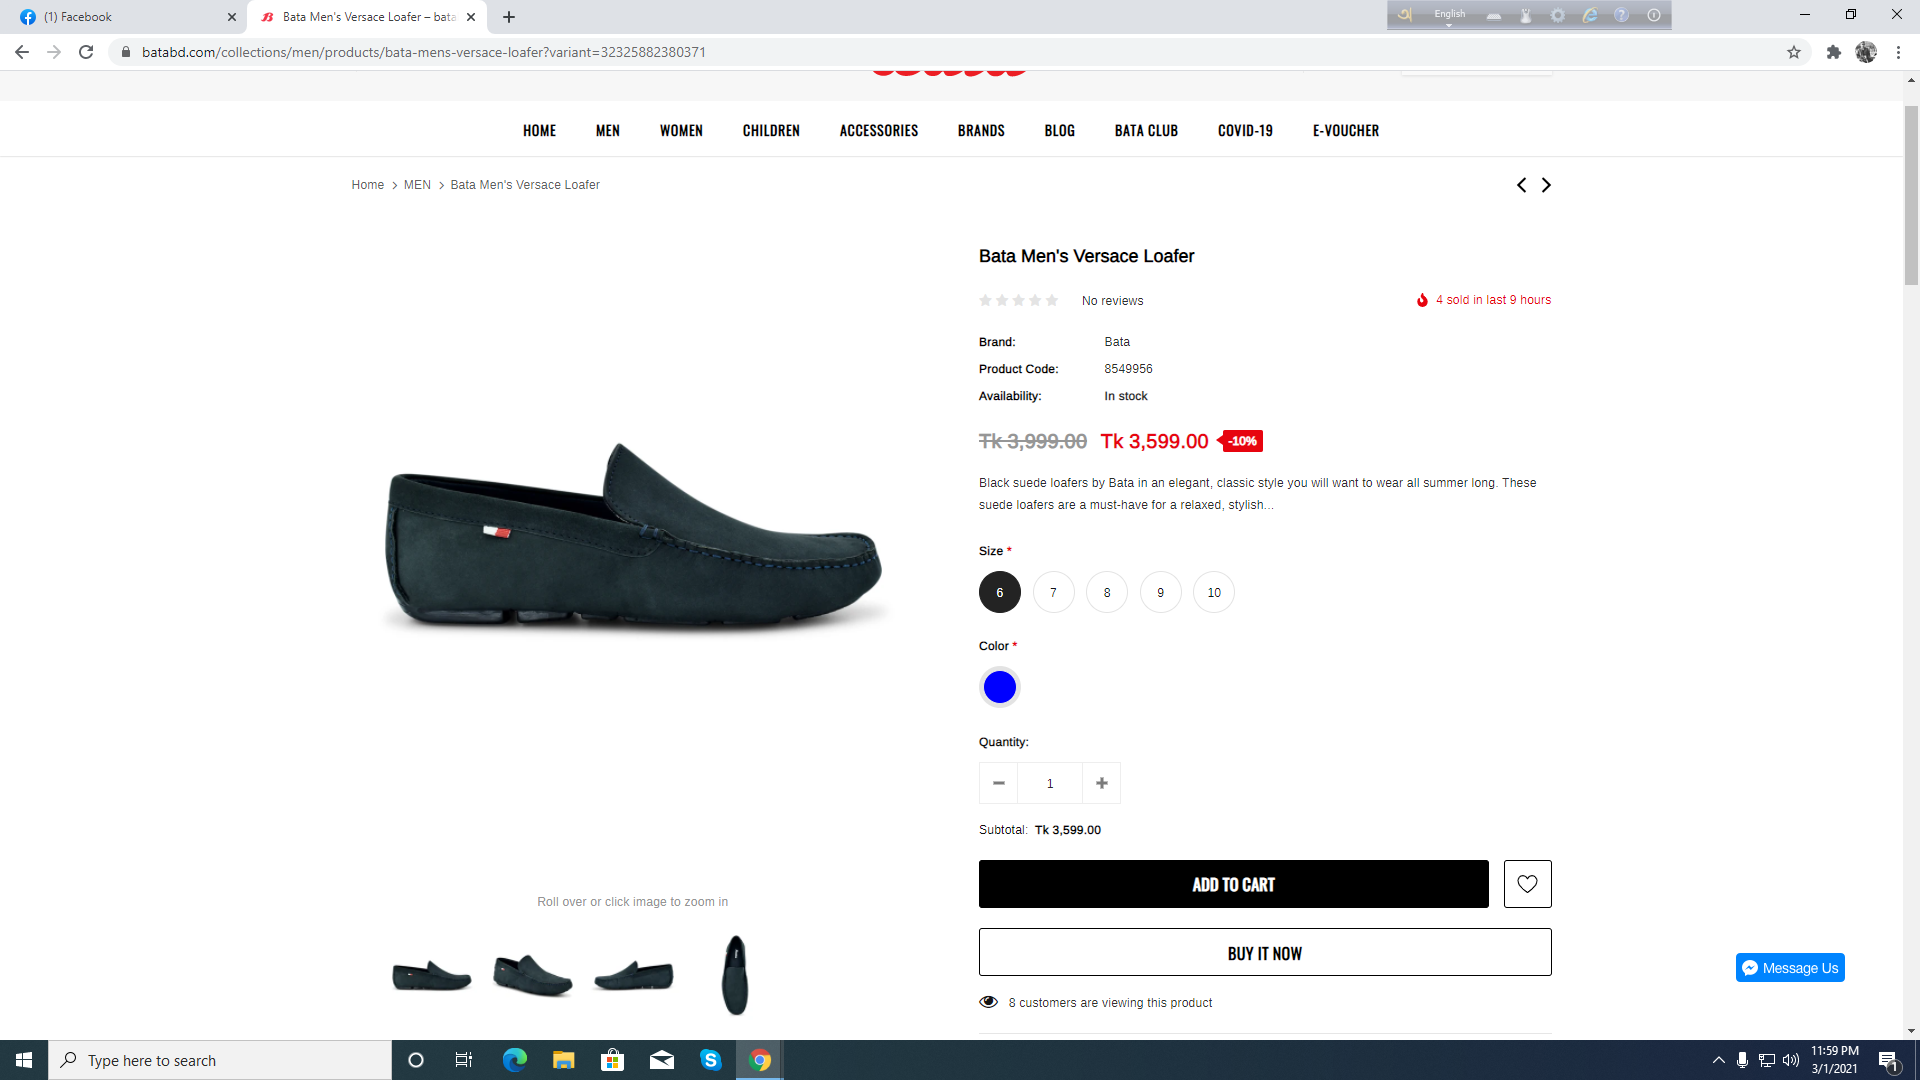 (1) Facebook
Bata Men's Versace Loafer – bata
English
batabd.com/collections/men/products/bata-mens-versace-loafer?variant=32325882380371
HOME MEN WOMEN CHILDREN ACCESSORIES BRANDS BLOG BATA CLUB COVID-19 E-VOUCHER
Home > MEN > Bata Men's Versace Loafer
Bata Men's Versace Loafer
No reviews
4 sold in last 9 hours
Brand: Bata
Product Code: 8549956
Availability: In stock
Tk 3,999.00 Tk 3,599.00 -10%
Black suede loafers by Bata in an elegant, classic style you will want to wear all summer long. These
suede loafers are a must-have for a relaxed, stylish...
Size *
6 7 8 9 10
Color *
Quantity:
1
Subtotal: Tk 3,599.00
ADD TO CART
BUY IT NOW
8 customers are viewing this product
Roll over or click image to zoom in
Message Us
Type here to search
11:59 PM
3/1/2021
1